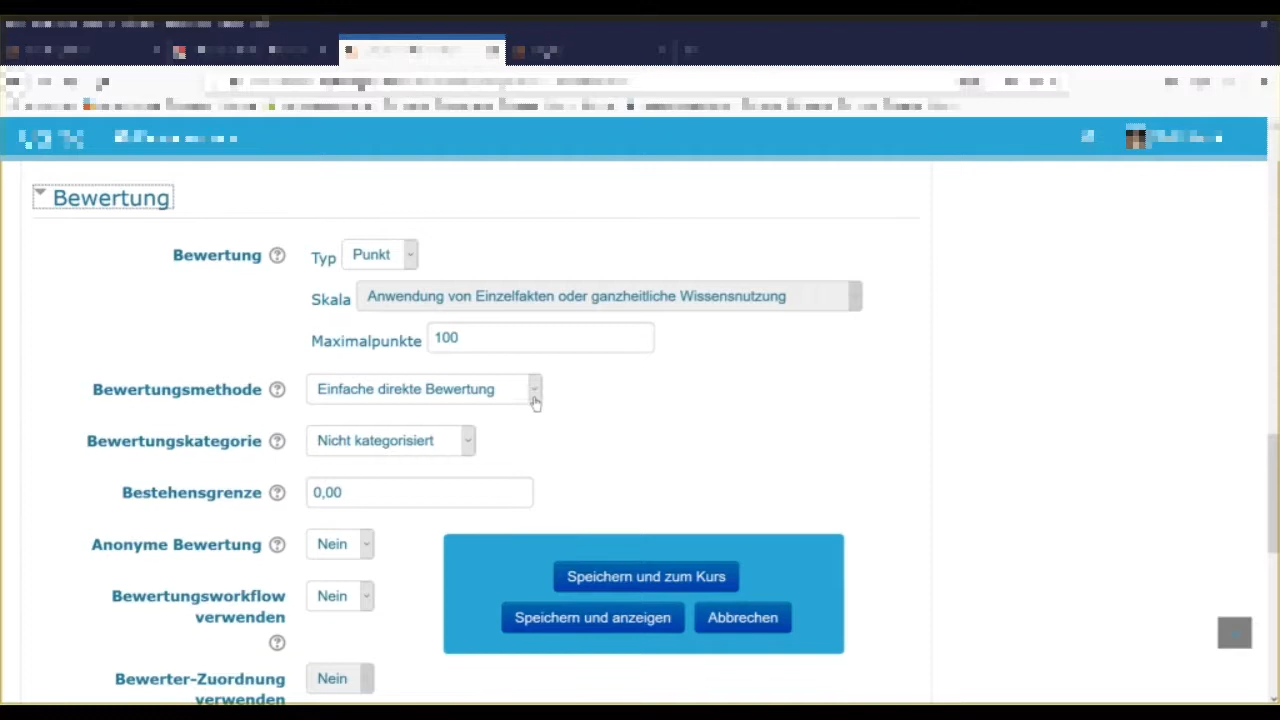 Bewertung
Bewertung Typ Punkt
Skala Anwendung von Einzelfakten oder ganzheitliche Wissensnutzung
Maximalpunkte 100
Bewertungsmethode Einfache direkte Bewertung
Bewertungskategorie Nicht kategorisiert
Bestehensgrenze 0,00
Anonyme Bewertung Nein
Bewertungsworkflow Nein
verwenden
Speichern und zum Kurs
Speichern und anzeigen Abbrechen
Bewerter-Zuordnung Nein
verwenden